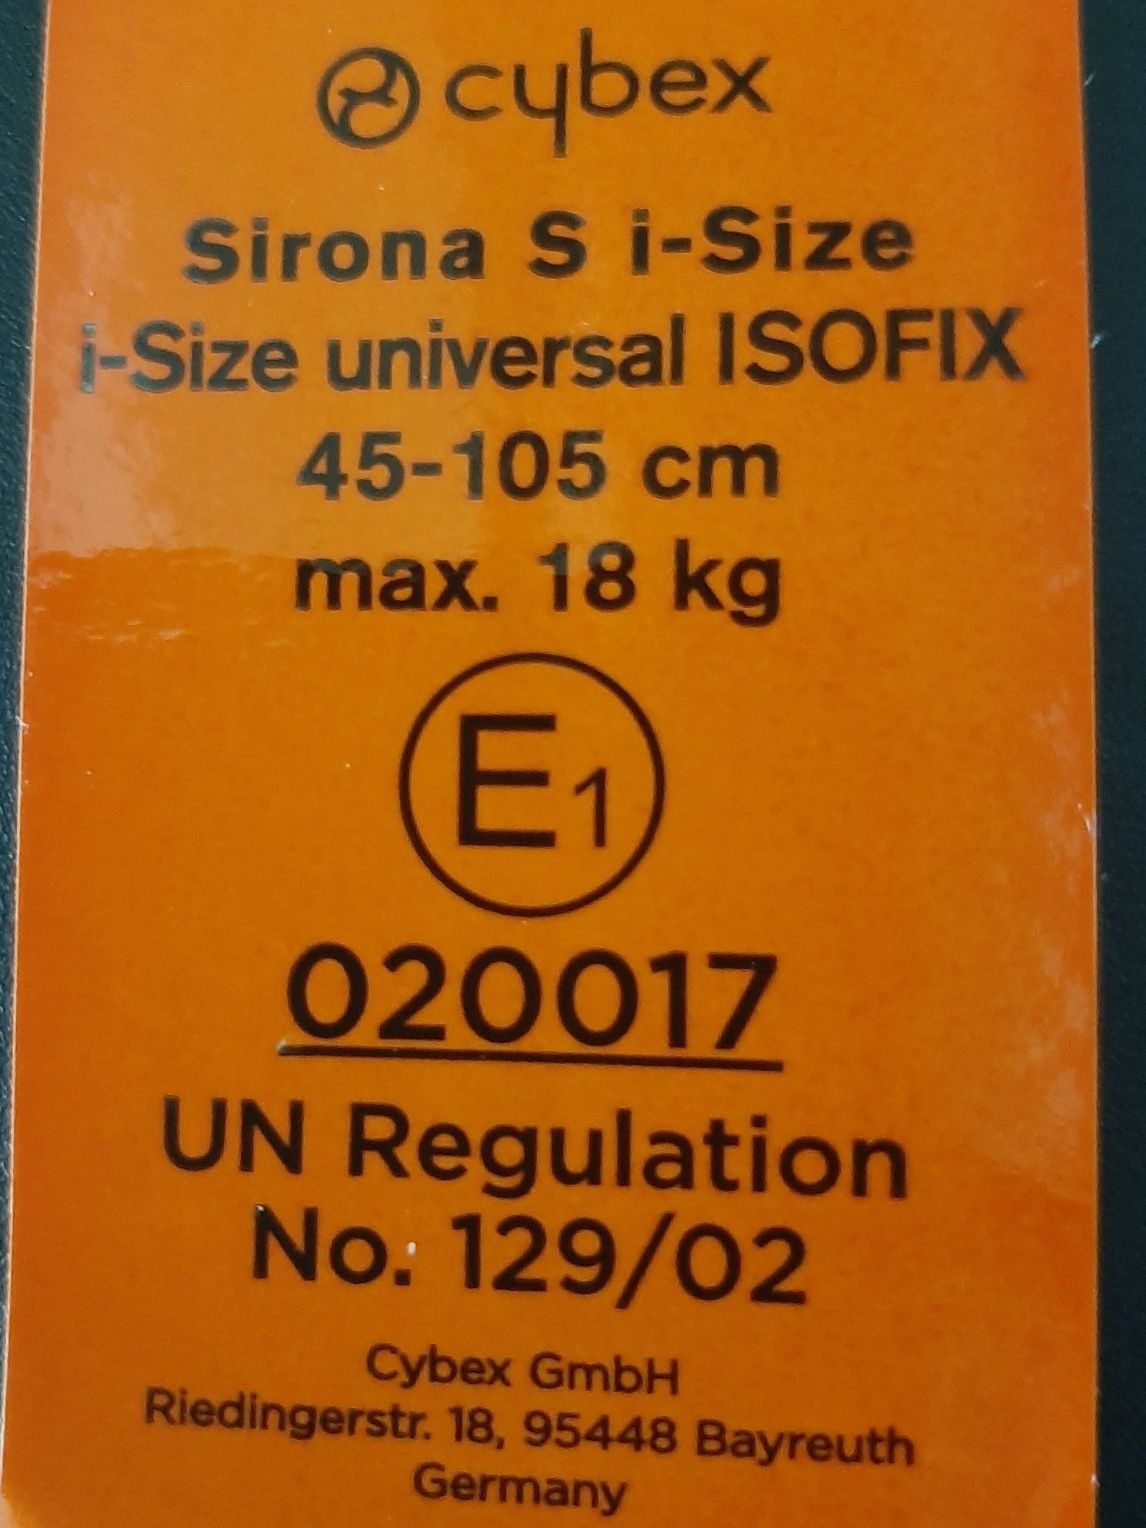 cybex
Sirona S i-Size
i-Size universal ISOFIX
45-105 cm
max. 18 kg
E1
020017
UN Regulation
No. 129/02
Cybex GmbH
Riedingerstr. 18, 95448 Bayreuth
Germany